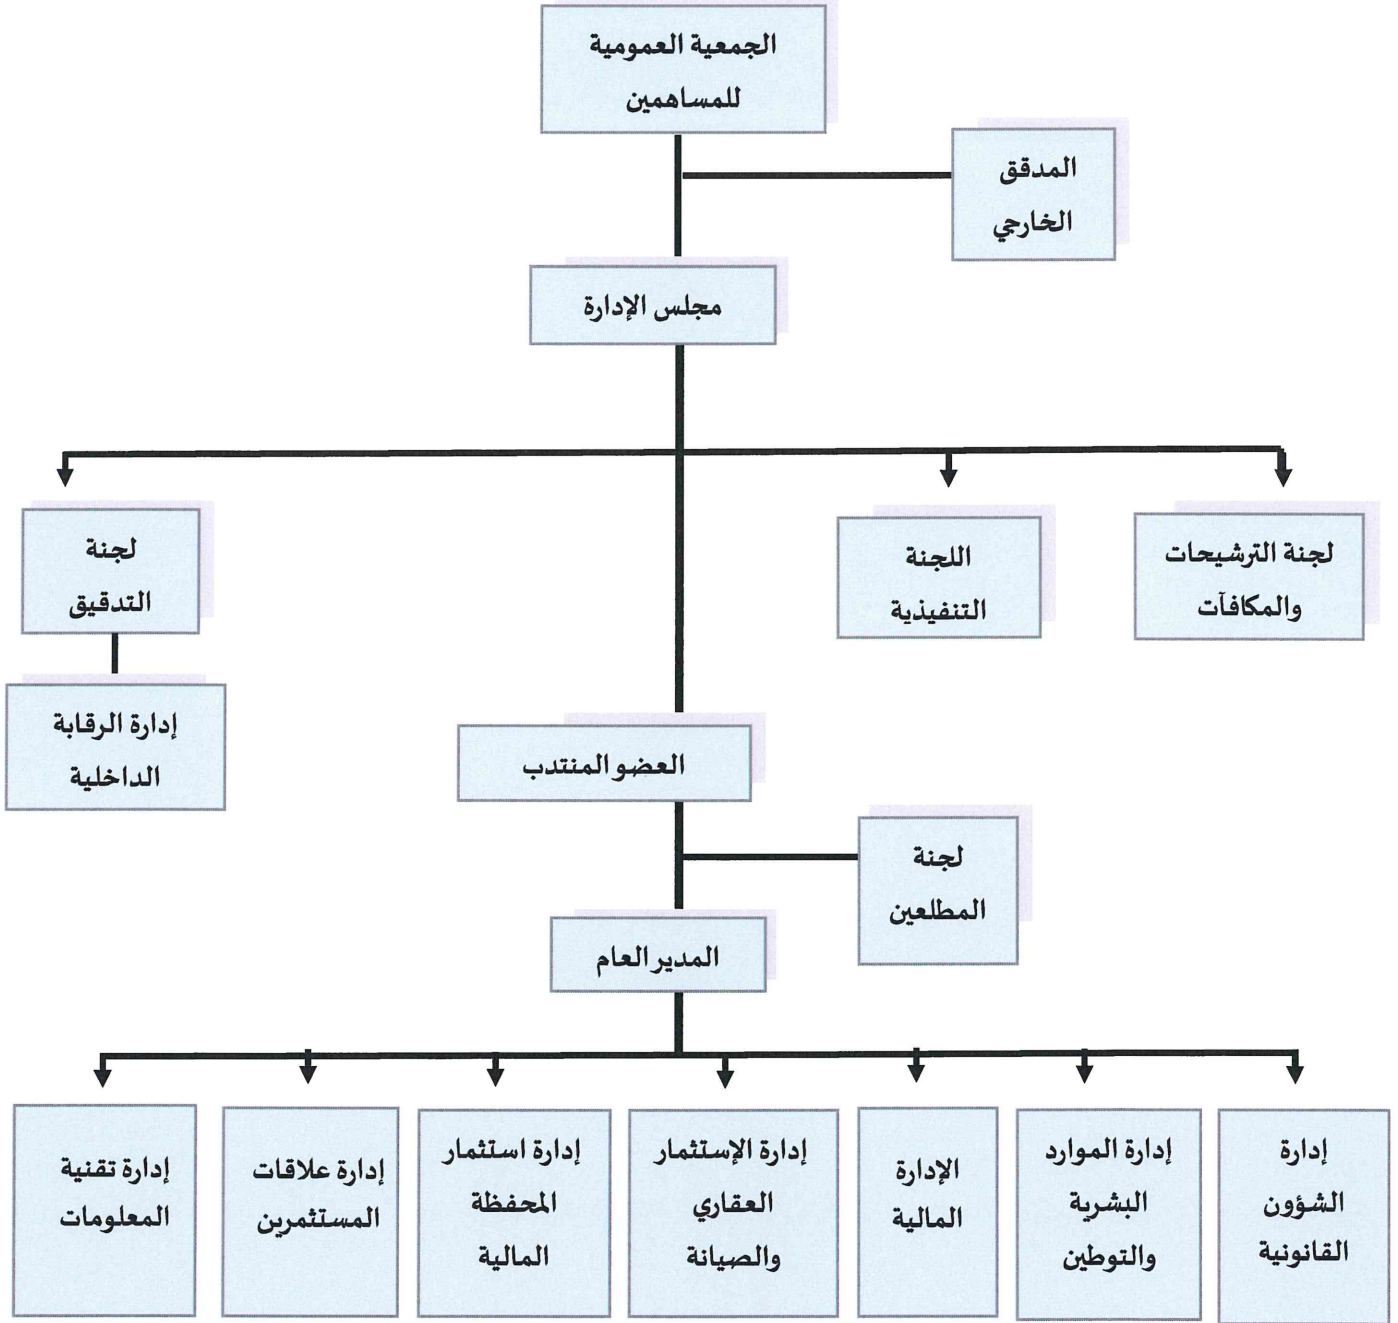 الجمعية العمومية
للمساهمين
المدقق
الخارجي
مجلس الإدارة
لجنة الترشيحات
والمكافآت
اللجنة
التنفيذية
لجنة
التدقيق
إدارة الرقابة
الداخلية
العضو المنتدب
لجنة
المطلعين
المدير العام
إدارة
الشؤون
القانونية
إدارة الموارد
البشرية
والتوطين
الإدارة
المالية
إدارة الإستثمار
العقاري
والصيانة
إدارة استثمار
المحفظة
المالية
إدارة علاقات
المستثمرين
إدارة تقنية
المعلومات